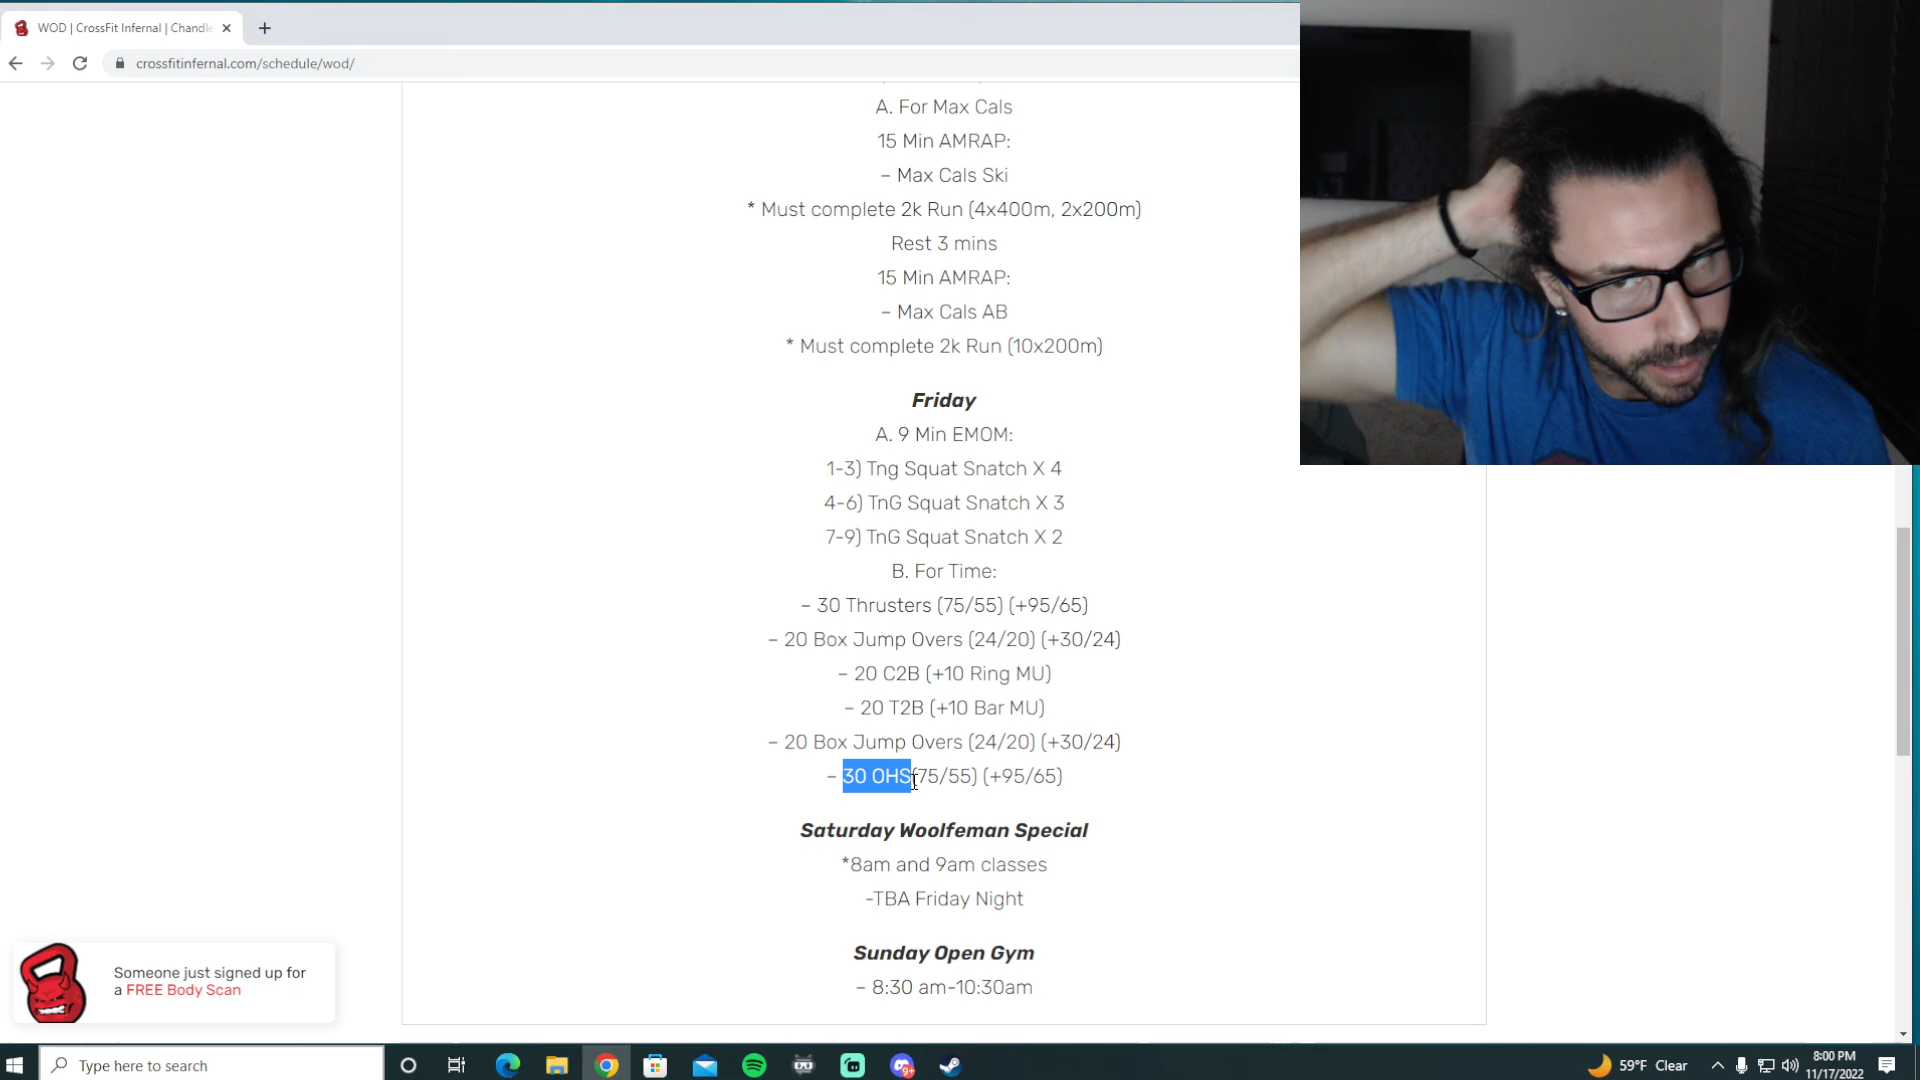 WOD | CrossFit Infernal | Chandle
crossfitinfernal.com/schedule/wod/
A. For Max Cals
15 Min AMRAP:
– Max Cals Ski
* Must complete 2k Run (4x400m, 2x200m)
Rest 3 mins
15 Min AMRAP:
– Max Cals AB
* Must complete 2k Run (10x200m)
Friday
A. 9 Min EMOM:
1-3) Tng Squat Snatch X 4
4-6) TnG Squat Snatch X 3
7-9) TnG Squat Snatch X 2
B. For Time:
– 30 Thrusters (75/55) (+95/65)
– 20 Box Jump Overs (24/20) (+30/24)
– 20 C2B (+10 Ring MU)
– 20 T2B (+10 Bar MU)
– 20 Box Jump Overs (24/20) (+30/24)
– 30 OHS(75/55) (+95/65)
Saturday Woolfeman Special
*8am and 9am classes
-TBA Friday Night
Sunday Open Gym
– 8:30 am-10:30am
Someone just signed up for
a FREE Body Scan
Type here to search
9+
59°F Clear
8:00 PM
11/17/2022